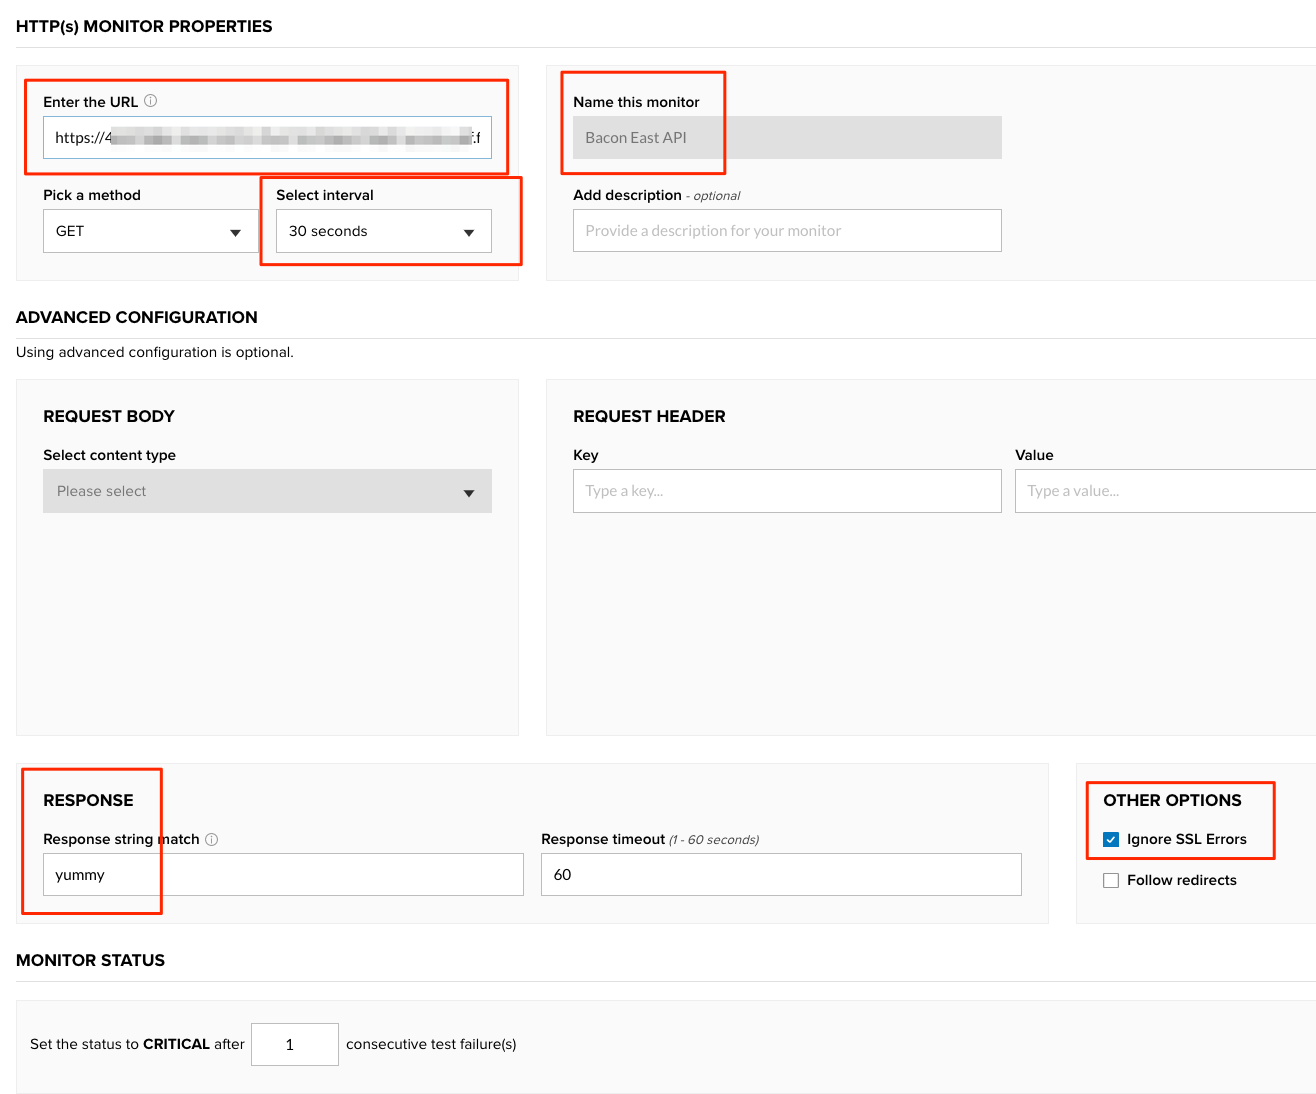 HTTP(s) MONITOR PROPERTIES
Enter the URL
https://4
Name this monitor
Bacon East API
Pick a method
GET
Select interval
30 seconds
Add description - optional
Provide a description for your monitor
ADVANCED CONFIGURATION
Using advanced configuration is optional.
REQUEST BODY
Select content type
Please select
REQUEST HEADER
Key
Type a key...
Value
Type a value...
RESPONSE
Response string match
yummy
Response timeout (1 - 60 seconds)
60
OTHER OPTIONS
Ignore SSL Errors
Follow redirects
MONITOR STATUS
Set the status to CRITICAL after 1 consecutive test failure(s)